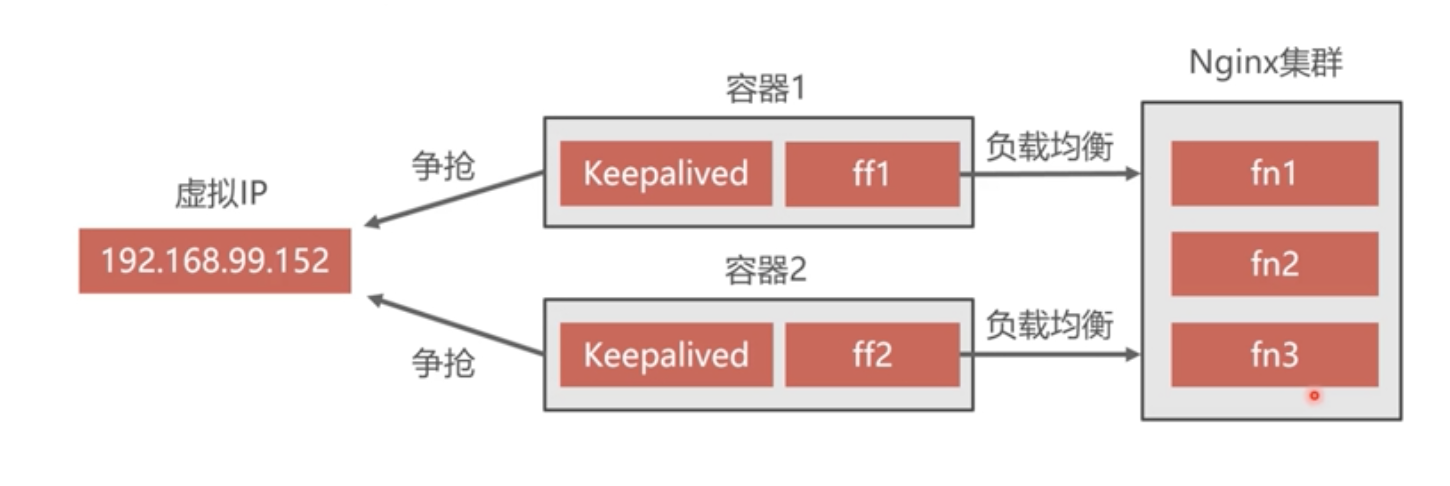 虚拟IP
192.168.99.152
争抢
争抢
容器1
Keepalived
ff1
容器2
Keepalived
ff2
负载均衡
负载均衡
Nginx集群
fn1
fn2
fn3